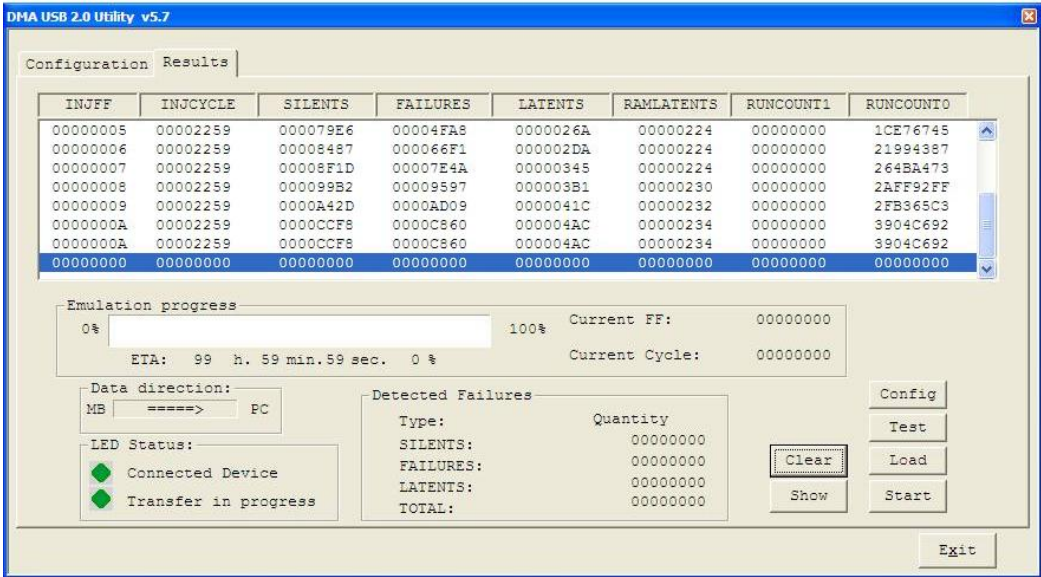 DMA USB 2.0 Utility v5.7
Configuration Results
INJFF INJCYCLE SILENTS FAILURES LATENTS RAMLATENTS RUNCOUNT1 RUNCOUNT0
00000005 00002259 000079E6 00004FA8 0000026A 00000224 00000000 1CE76745
00000006 00002259 00008487 000066F1 000002DA 00000224 00000000 21994387
00000007 00002259 00008F1D 00007E4A 00000345 00000224 00000000 264BA473
00000008 00002259 000099B2 00009597 000003B1 00000230 00000000 2AFF92FF
00000009 00002259 0000A42D 0000AD09 0000041C 00000232 00000000 2FB365C3
0000000A 00002259 0000CCF8 0000C860 000004AC 00000234 00000000 3904C692
0000000A 00002259 0000CCF8 0000C860 000004AC 00000234 00000000 3904C692
00000000 00000000 00000000 00000000 00000000 00000000 00000000 00000000
Emulation progress
0% 100% Current FF: 00000000
ETA: 99 h. 59 min. 59 sec. 0 % Current Cycle: 00000000
Data direction:
MB =====> PC
LED Status:
Connected Device
Transfer in progress
Detected Failures
Type: Quantity
SILENTS: 00000000
FAILURES: 00000000
LATENTS: 00000000
TOTAL: 00000000
Config
Test
Clear Load
Show Start
Exit